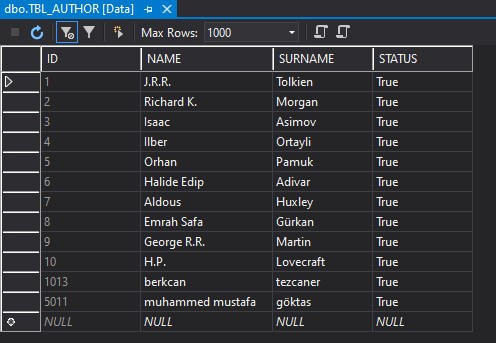 dbo.TBL_AUTHOR [Data]
Max Rows: 1000
ID NAME SURNAME STATUS
1 J.R.R. Tolkien True
2 Richard K. Morgan True
3 Isaac Asimov True
4 Ilber Ortayli True
5 Orhan Pamuk True
6 Halide Edip Adivar True
7 Aldous Huxley True
8 Emrah Safa Gürkan True
9 George R.R. Martin True
10 H.P. Lovecraft True
1013 berkcan tezcaner True
5011 muhammed mustafa göktas True
NULL NULL NULL NULL